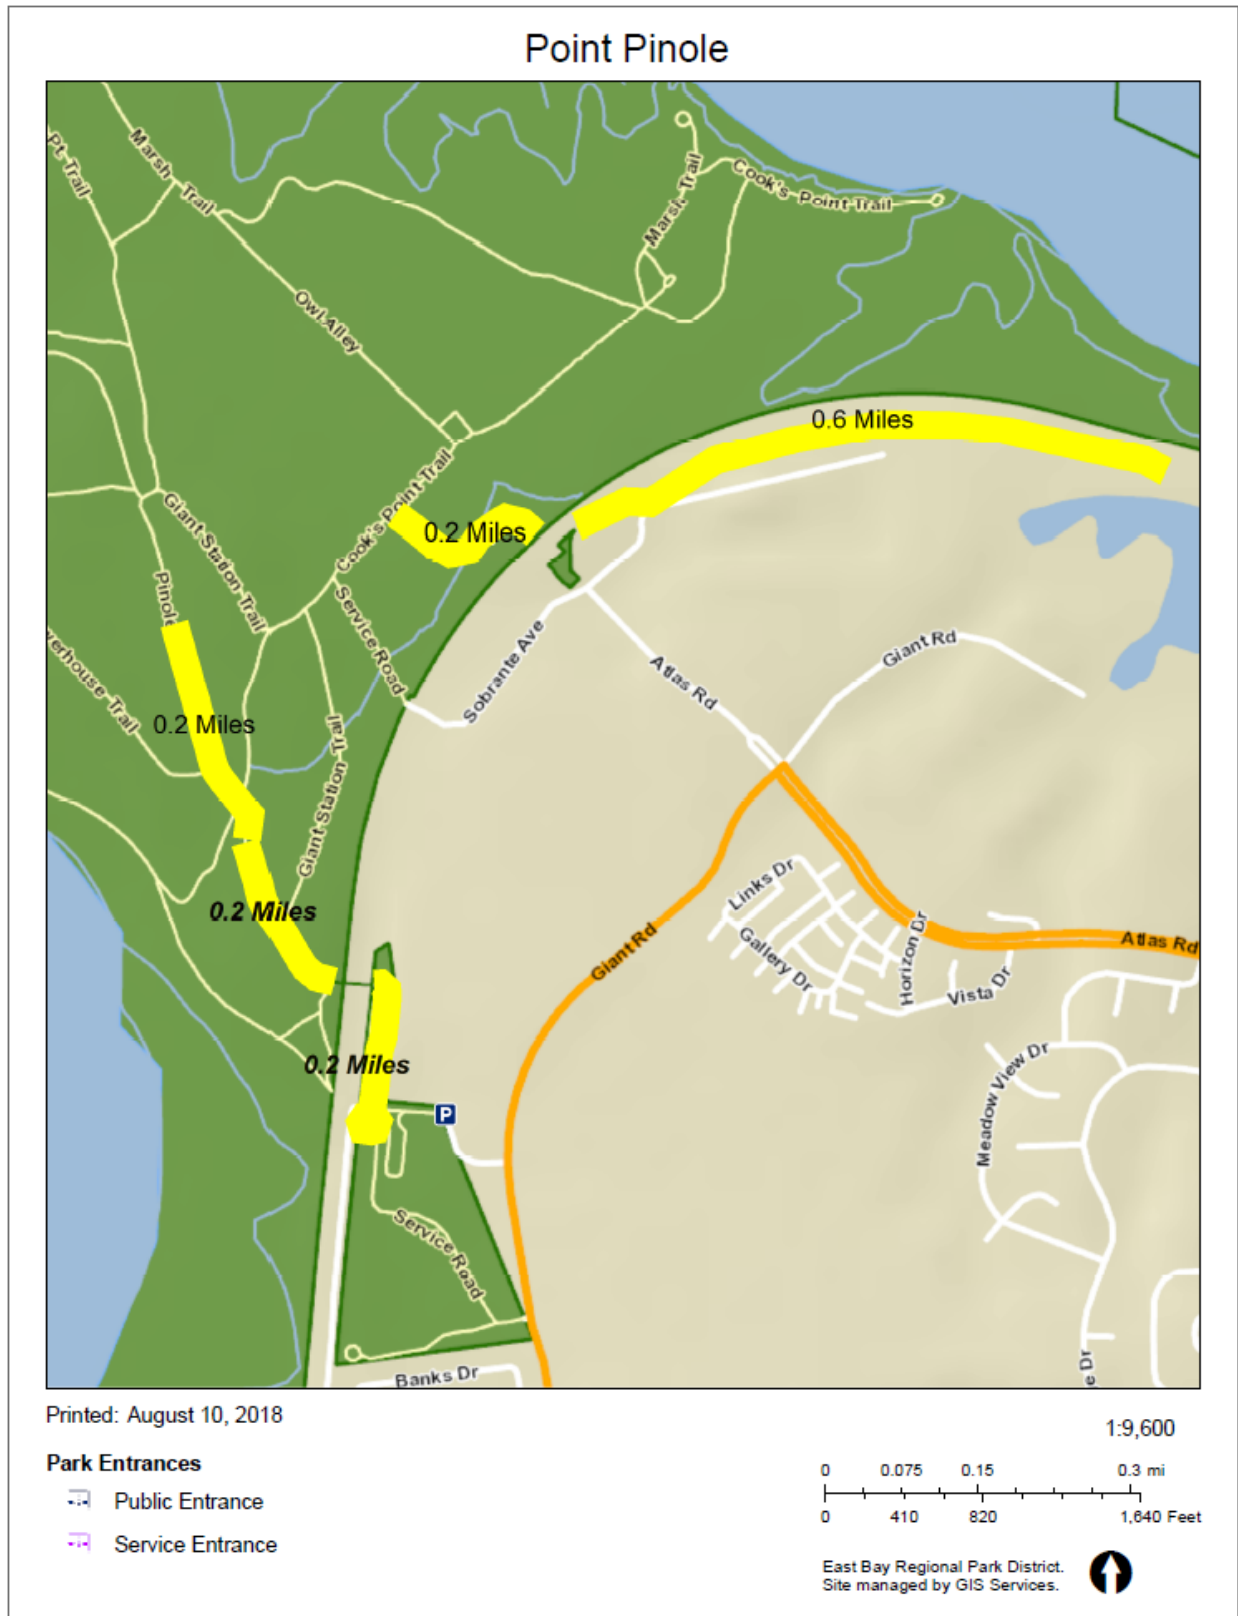 Point Pinole
Pt. Trail
Marsh Trail
Marsh Trail
Cook's Point Trail
Owl Alley
0.6 Miles
Cook's Point Trail
0.2 Miles
Giant Station Trail
Pinole
Service Road
Sobrante Ave
Atlas Rd
Giant Rd
erhouse Trail
0.2 Miles
Giant Station Trail
Links Dr
0.2 Miles
Giant Rd
Gallery Dr
Horizon Dr
Vista Dr
Atlas Rd
0.2 Miles
Meadow View Dr
P
Service Road
Banks Dr
e Dr
Printed: August 10, 2018
1:9,600
Park Entrances
Public Entrance
Service Entrance
0 0.075 0.15 0.3 mi
0 410 820 1,640 Feet
East Bay Regional Park District.
Site managed by GIS Services.